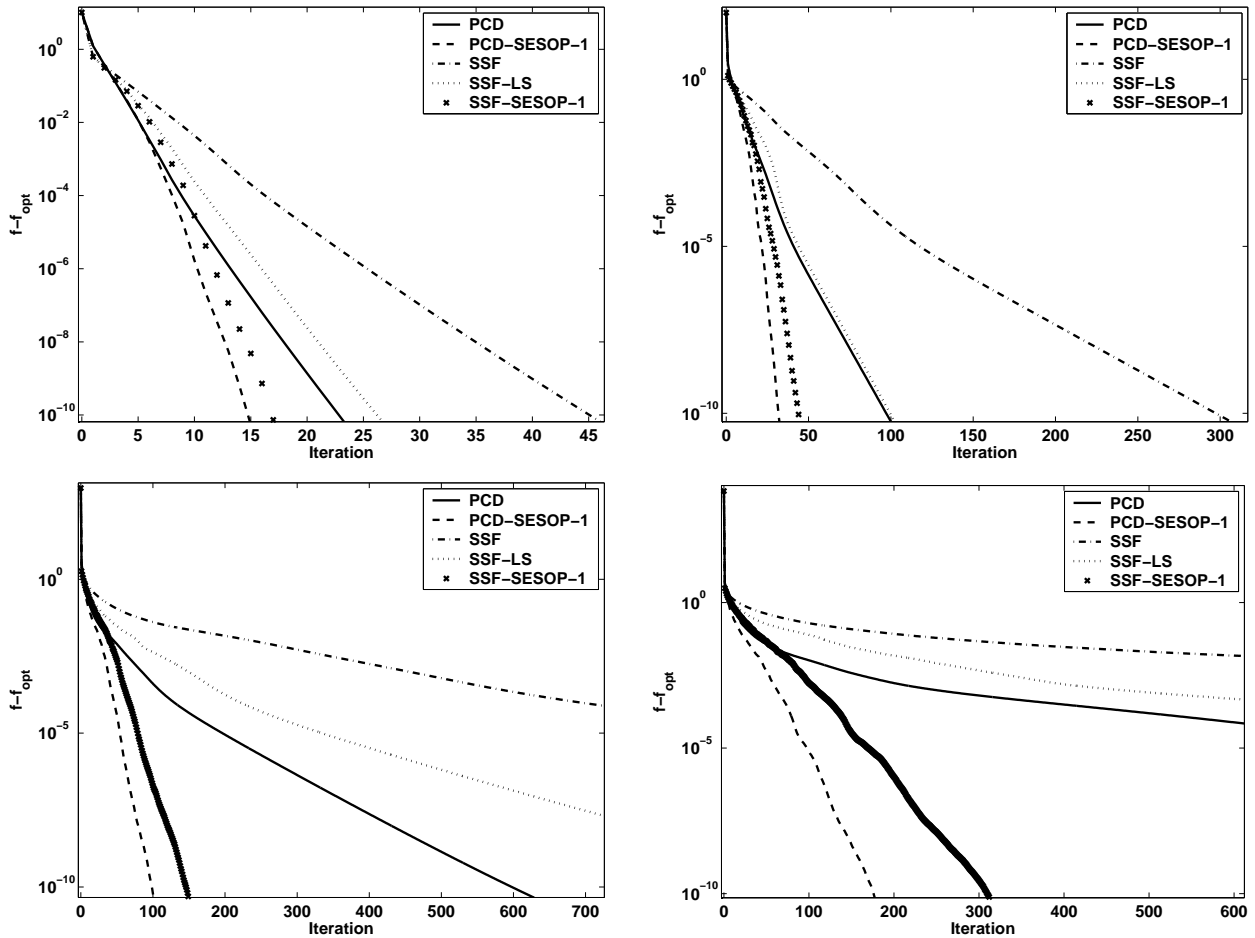 PCD
PCD-SESOP-1
SSF
SSF-LS
SSF-SESOP-1
10^0
10^-2
10^-4
10^-6
10^-8
10^-10
f-f_opt
0 5 10 15 20 25 30 35 40 45
Iteration
PCD
PCD-SESOP-1
SSF
SSF-LS
SSF-SESOP-1
10^0
10^-5
10^-10
f-f_opt
0 50 100 150 200 250 300
Iteration
PCD
PCD-SESOP-1
SSF
SSF-LS
SSF-SESOP-1
10^0
10^-5
10^-10
f-f_opt
0 100 200 300 400 500 600 700
Iteration
PCD
PCD-SESOP-1
SSF
SSF-LS
SSF-SESOP-1
10^0
10^-5
10^-10
f-f_opt
0 100 200 300 400 500 600
Iteration